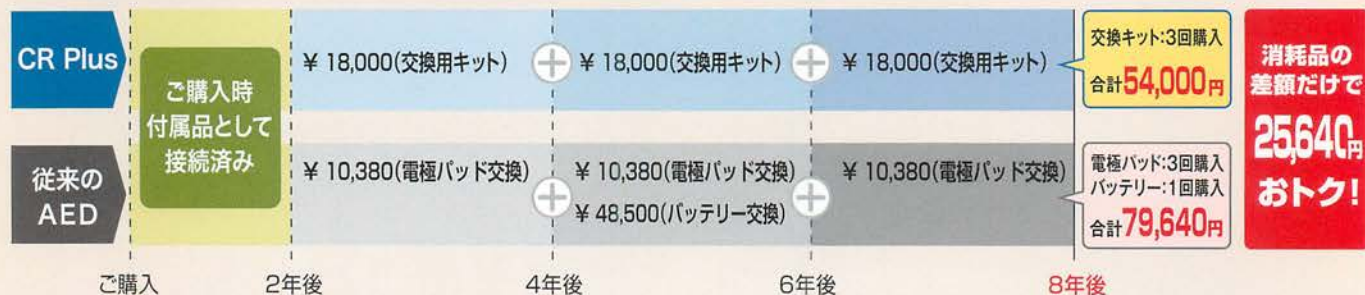 CR Plus
ご購入時
付属品として
接続済み
¥ 18,000(交換用キット)
+
¥ 18,000(交換用キット)
+
¥ 18,000(交換用キット)
交換キット:3回購入
合計54,000円
消耗品の
差額だけで
25,640円
おトク!
従来の
AED
¥ 10,380(電極パッド交換)
+
¥ 10,380(電極パッド交換)
¥ 48,500(バッテリー交換)
+
¥ 10,380(電極パッド交換)
電極パッド:3回購入
バッテリー:1回購入
合計79,640円
ご購入
2年後
4年後
6年後
8年後